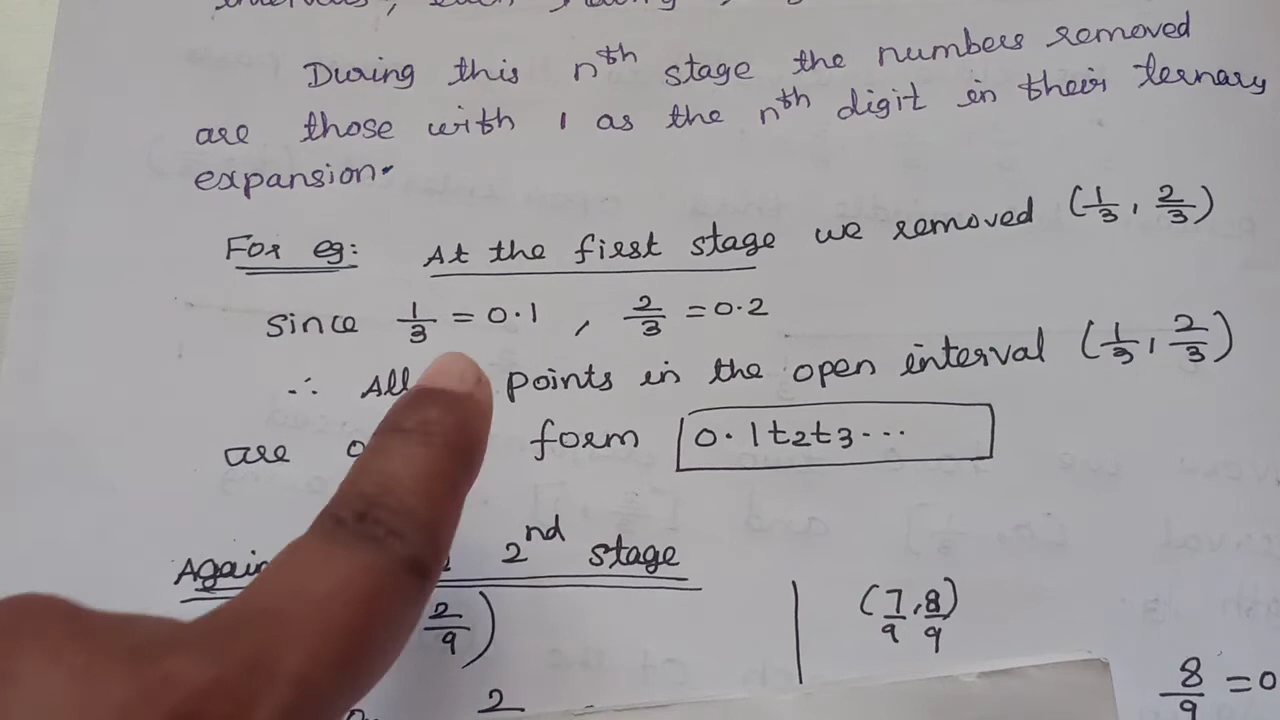 During this nth stage the numbers removed
are those with 1 as the nth digit in their ternary
expansion.
For eg: At the first stage we removed (1/3, 2/3)
since 1/3 = 0.1 , 2/3 = 0.2
∴ All points in the open interval (1/3, 2/3)
are form 0.1t2t3...
2nd stage
2/9) (7/9, 8/9)
2
8/9 = 0